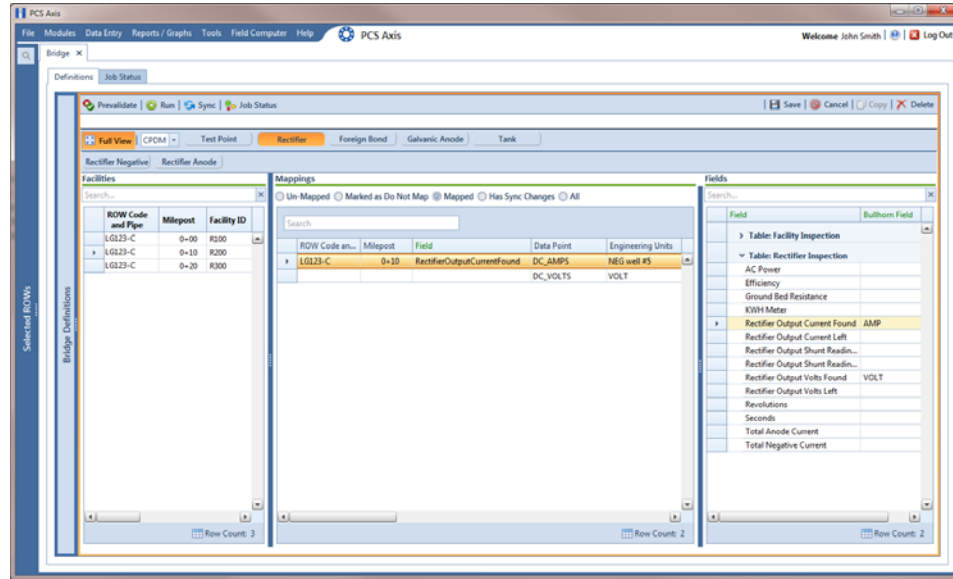 PCS Axis
File Modules Data Entry Reports / Graphs Tools Field Computer Help PCS Axis Welcome John Smith Log Out
Bridge
Definitions Job Status
Prevalidate Run Sync Job Status Save Cancel Copy Delete
Full View CPDM Test Point Rectifier Foreign Bond Galvanic Anode Tank
Rectifier Negative Rectifier Anode
Selected ROWs
Bridge Definitions
Facilities
Search...
ROW Code and Pipe Milepost Facility ID
LG123-C 0+00 R100
LG123-C 0+10 R200
LG123-C 0+20 R300
Row Count: 3
Mappings
Un-Mapped Marked as Do Not Map Mapped Has Sync Changes All
Search
ROW Code an... Milepost Field Data Point Engineering Units
LG123-C 0+10 RectifierOutputCurrentFound DC_AMPS NEG well #5
DC_VOLTS VOLT
Row Count: 2
Fields
Search...
Field Bullhorn Field
Table: Facility Inspection
Table: Rectifier Inspection
AC Power
Efficiency
Ground Bed Resistance
KWH Meter
Rectifier Output Current Found AMP
Rectifier Output Current Left
Rectifier Output Shunt Readin...
Rectifier Output Shunt Readin...
Rectifier Output Volts Found VOLT
Rectifier Output Volts Left
Revolutions
Seconds
Total Anode Current
Total Negative Current
Row Count: 2